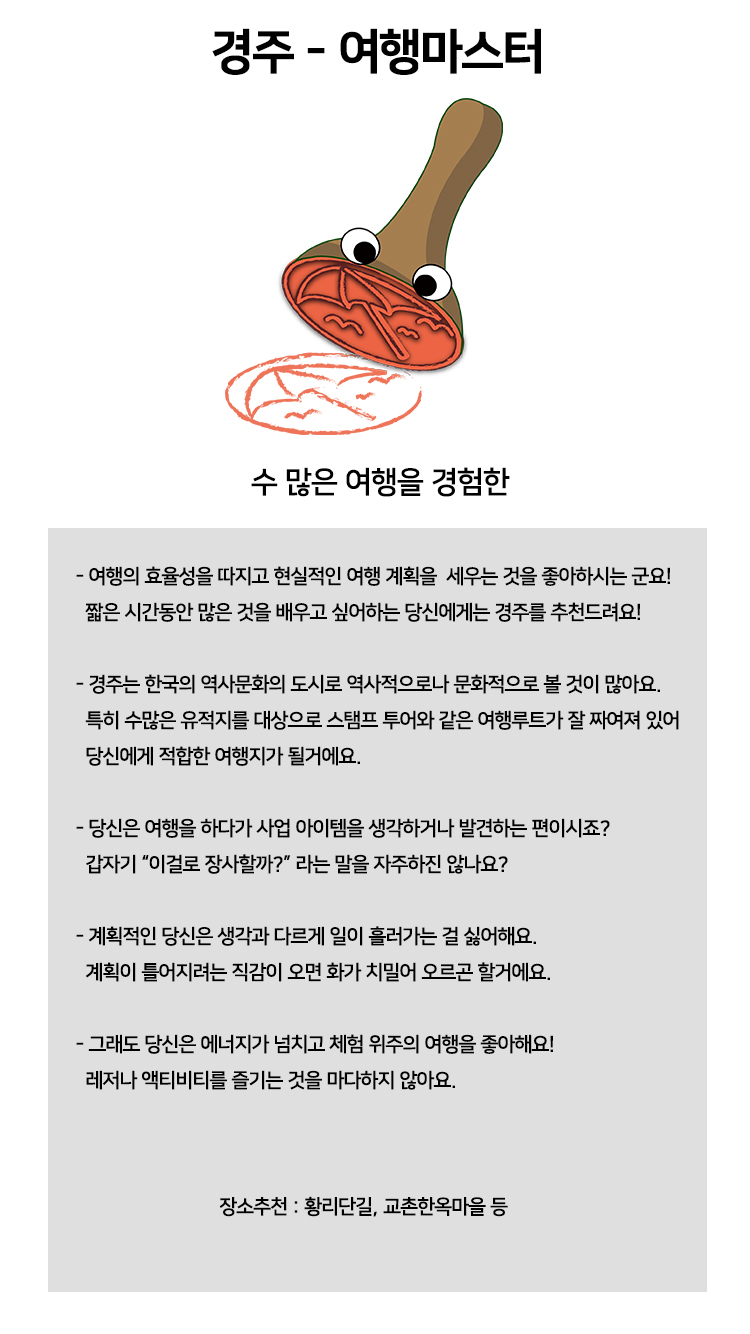 경주 - 여행마스터
수 많은 여행을 경험한
- 여행의 효율성을 따지고 현실적인 여행 계획을  세우는 것을 좋아하시는 군요!
짧은 시간동안 많은 것을 배우고 싶어하는 당신에게는 경주를 추천드려요!
- 경주는 한국의 역사문화의 도시로 역사적으로나 문화적으로 볼 것이 많아요.
특히 수많은 유적지를 대상으로 스탬프 투어와 같은 여행루트가 잘 짜여져 있어
당신에게 적합한 여행지가 될거에요.
- 당신은 여행을 하다가 사업 아이템을 생각하거나 발견하는 편이시죠?
갑자기 “이걸로 장사할까?” 라는 말을 자주하진 않나요?
- 계획적인 당신은 생각과 다르게 일이 흘러가는 걸 싫어해요.
계획이 틀어지려는 직감이 오면 화가 치밀어 오르곤 할거에요.
- 그래도 당신은 에너지가 넘치고 체험 위주의 여행을 좋아해요!
레저나 액티비티를 즐기는 것을 마다하지 않아요.
장소추천 : 황리단길, 교촌한옥마을 등